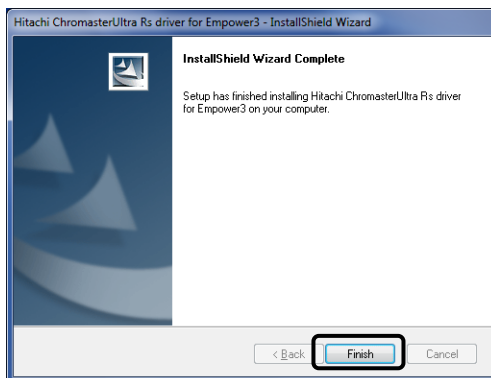 Hitachi ChromasterUltra Rs driver for Empower3 - InstallShield Wizard
InstallShield Wizard Complete
Setup has finished installing Hitachi ChromasterUltra Rs driver
for Empower3 on your computer.
< Back
Finish
Cancel